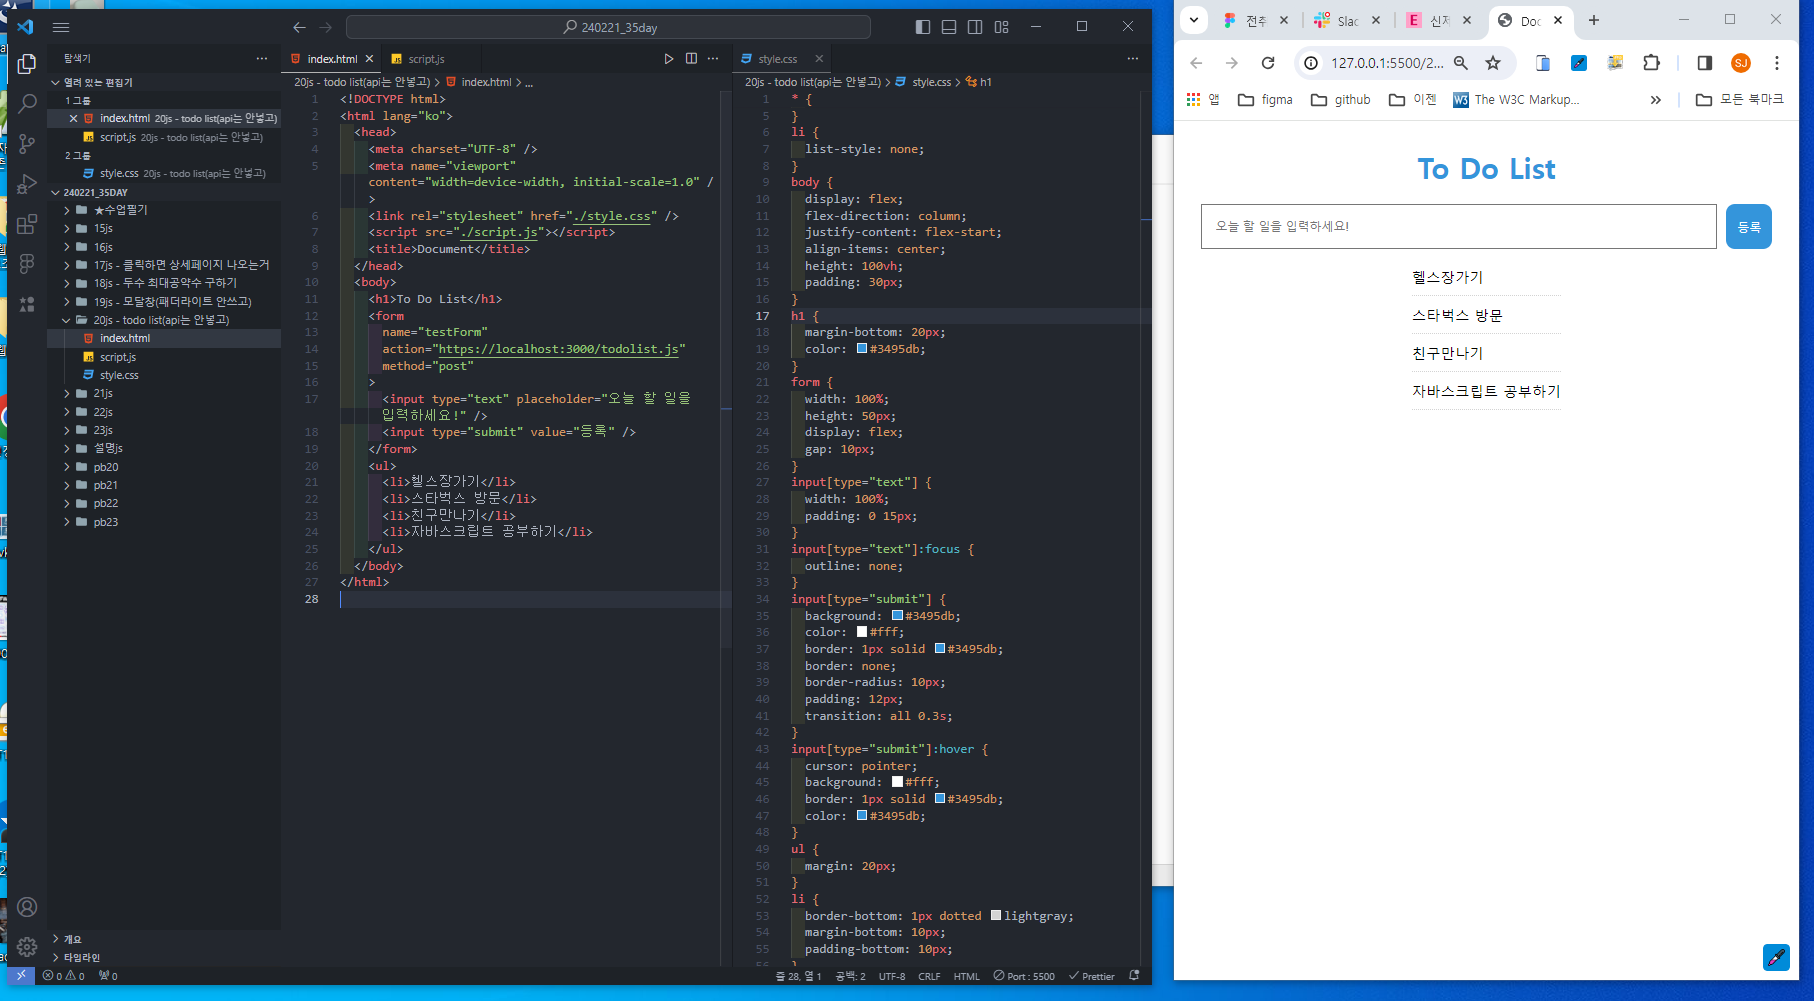 240221_35day
탐색기
열려 있는 편집기
1 그룹
index.html 20js - todo list(api는 안넣고)
script.js 20js - todo list(api는 안넣고)
2 그룹
style.css 20js - todo list(api는 안넣고)
240221_35DAY
★수업필기
15js
16js
17js - 클릭하면 상세페이지 나오는거
18js - 두수 최대공약수 구하기
19js - 모달창(패더라이트 안쓰고)
20js - todo list(api는 안넣고)
index.html
script.js
style.css
21js
22js
23js
설명js
pb20
pb21
pb22
pb23
개요
타임라인
index.html
script.js
20js - todo list(api는 안넣고) > index.html > ...
1 <!DOCTYPE html>
2 <html lang="ko">
3 <head>
4 <meta charset="UTF-8" />
5 <meta name="viewport"
content="width=device-width, initial-scale=1.0" /
>
6 <link rel="stylesheet" href="./style.css" />
7 <script src="./script.js"></script>
8 <title>Document</title>
9 </head>
10 <body>
11 <h1>To Do List</h1>
12 <form
13 name="testForm"
14 action="https://localhost:3000/todolist.js"
15 method="post"
16 >
17 <input type="text" placeholder="오늘 할 일을
입력하세요!" />
18 <input type="submit" value="등록" />
19 </form>
20 <ul>
21 <li>헬스장가기</li>
22 <li>스타벅스 방문</li>
23 <li>친구만나기</li>
24 <li>자바스크립트 공부하기</li>
25 </ul>
26 </body>
27 </html>
28
style.css
20js - todo list(api는 안넣고) > style.css > h1
1 * {
5 }
6 li {
7 list-style: none;
8 }
9 body {
10 display: flex;
11 flex-direction: column;
12 justify-content: flex-start;
13 align-items: center;
14 height: 100vh;
15 padding: 30px;
16 }
17 h1 {
18 margin-bottom: 20px;
19 color: #3495db;
20 }
21 form {
22 width: 100%;
23 height: 50px;
24 display: flex;
25 gap: 10px;
26 }
27 input[type="text"] {
28 width: 100%;
29 padding: 0 15px;
30 }
31 input[type="text"]:focus {
32 outline: none;
33 }
34 input[type="submit"] {
35 background: #3495db;
36 color: #fff;
37 border: 1px solid #3495db;
38 border: none;
39 border-radius: 10px;
40 padding: 12px;
41 transition: all 0.3s;
42 }
43 input[type="submit"]:hover {
44 cursor: pointer;
45 background: #fff;
46 border: 1px solid #3495db;
47 color: #3495db;
48 }
49 ul {
50 margin: 20px;
51 }
52 li {
53 border-bottom: 1px dotted lightgray;
54 margin-bottom: 10px;
55 padding-bottom: 10px;
56 }
0 0 0 줄 28, 열 1 공백: 2 UTF-8 CRLF HTML Port : 5500 Prettier
전추 Slac 신저 Doc
127.0.0.1:5500/2... SJ
앱 figma github 이젠 W3 The W3C Markup... » 모든 북마크
To Do List
오늘 할 일을 입력하세요! 등록
헬스장가기
스타벅스 방문
친구만나기
자바스크립트 공부하기